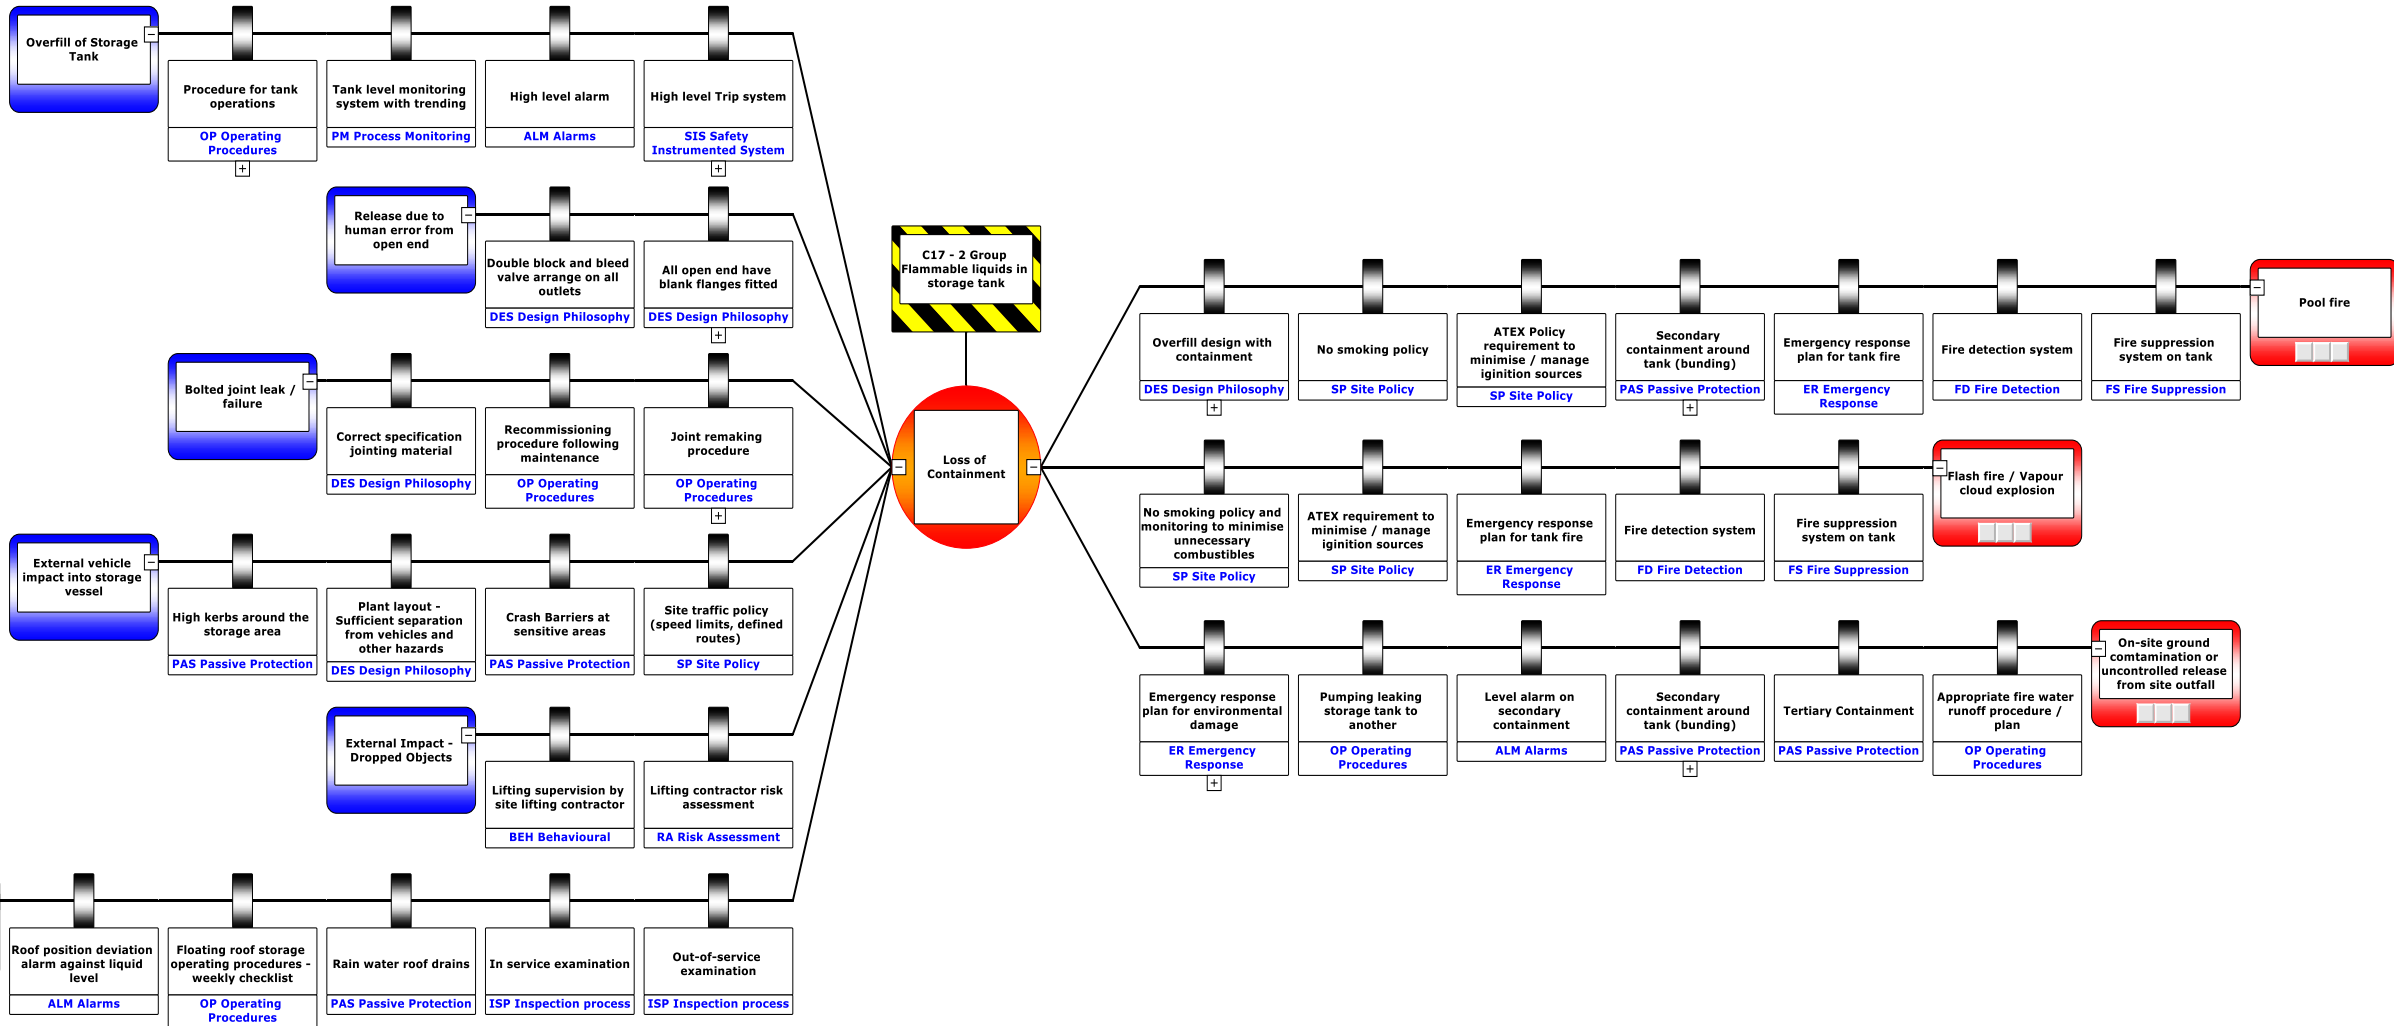 Overfill of Storage
Tank
Procedure for tank
operations
OP Operating
Procedures
Tank level monitoring
system with trending
PM Process Monitoring
High level alarm
ALM Alarms
High level Trip system
SIS Safety
Instrumented System
Release due to
human error from
open end
Double block and bleed
valve arrange on all
outlets
DES Design Philosophy
All open end have
blank flanges fitted
DES Design Philosophy
Bolted joint leak /
failure
Correct specification
jointing material
DES Design Philosophy
Recommissioning
procedure following
maintenance
OP Operating
Procedures
Joint remaking
procedure
OP Operating
Procedures
External vehicle
impact into storage
vessel
High kerbs around the
storage area
PAS Passive Protection
Plant layout -
Sufficient separation
from vehicles and
other hazards
DES Design Philosophy
Crash Barriers at
sensitive areas
PAS Passive Protection
Site traffic policy
(speed limits, defined
routes)
SP Site Policy
External Impact -
Dropped Objects
Lifting supervision by
site lifting contractor
BEH Behavioural
Lifting contractor risk
assessment
RA Risk Assessment
Roof position deviation
alarm against liquid
level
ALM Alarms
Floating roof storage
operating procedures -
weekly checklist
OP Operating
Procedures
Rain water roof drains
PAS Passive Protection
In service examination
ISP Inspection process
Out-of-service
examination
ISP Inspection process
C17 - 2 Group
Flammable liquids in
storage tank
Loss of
Containment
Overfill design with
containment
DES Design Philosophy
No smoking policy
SP Site Policy
ATEX Policy
requirement to
minimise / manage
iginition sources
SP Site Policy
Secondary
containment around
tank (bunding)
PAS Passive Protection
Emergency response
plan for tank fire
ER Emergency
Response
Fire detection system
FD Fire Detection
Fire suppression
system on tank
FS Fire Suppression
Pool fire
No smoking policy and
monitoring to minimise
unnecessary
combustibles
SP Site Policy
ATEX requirement to
minimise / manage
iginition sources
SP Site Policy
Emergency response
plan for tank fire
ER Emergency
Response
Fire detection system
FD Fire Detection
Fire suppression
system on tank
FS Fire Suppression
Flash fire / Vapour
cloud explosion
Emergency response
plan for environmental
damage
ER Emergency
Response
Pumping leaking
storage tank to
another
OP Operating
Procedures
Level alarm on
secondary
containment
ALM Alarms
Secondary
containment around
tank (bunding)
PAS Passive Protection
Tertiary Containment
PAS Passive Protection
Appropriate fire water
runoff procedure /
plan
OP Operating
Procedures
On-site ground
comtamination or
uncontrolled release
from site outfall